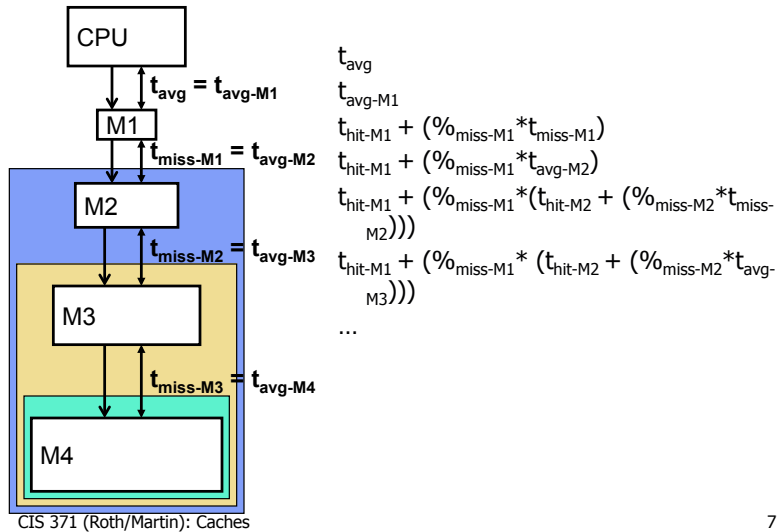 CPU
t_avg = t_avg-M1
M1
t_miss-M1 = t_avg-M2
M2
t_miss-M2 = t_avg-M3
M3
t_miss-M3 = t_avg-M4
M4
t_avg
t_avg-M1
t_hit-M1 + (%_miss-M1*t_miss-M1)
t_hit-M1 + (%_miss-M1*t_avg-M2)
t_hit-M1 + (%_miss-M1*(t_hit-M2 + (%_miss-M2*t_miss-
M2)))
t_hit-M1 + (%_miss-M1* (t_hit-M2 + (%_miss-M2*t_avg-
M3)))
…
CIS 371 (Roth/Martin): Caches
7